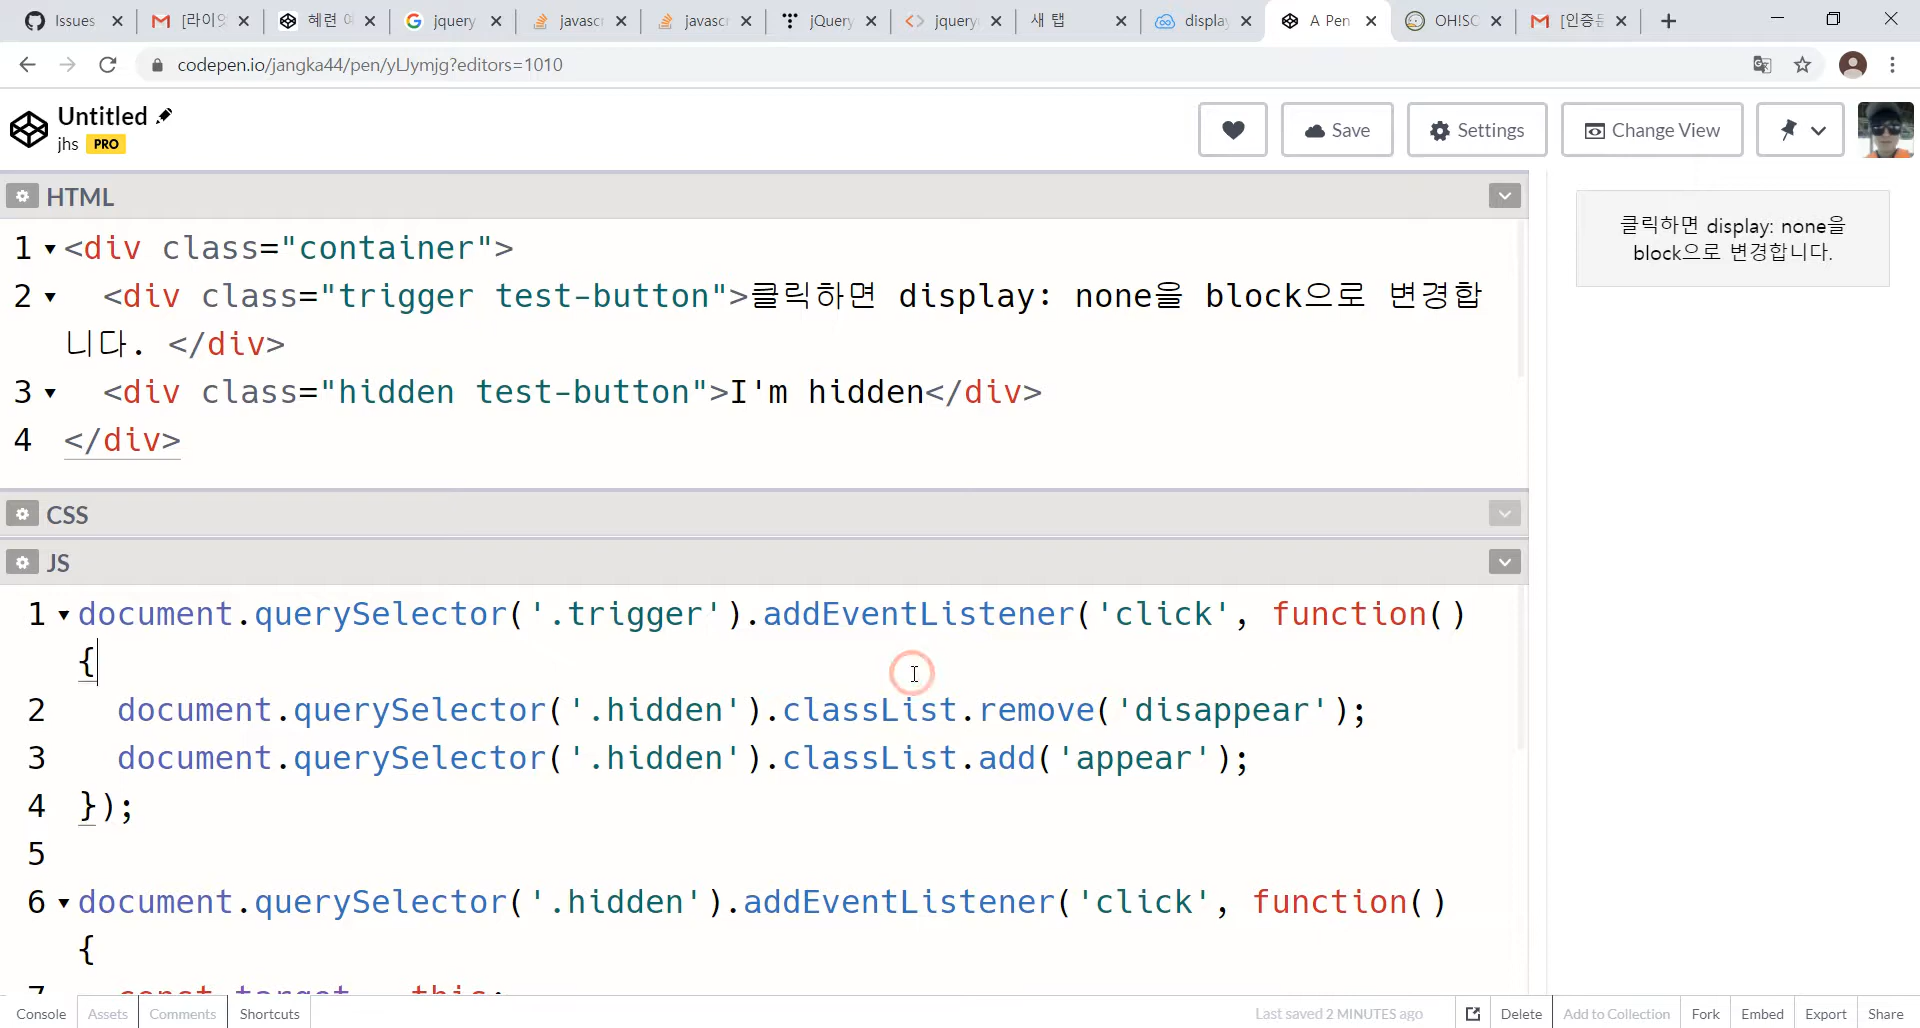 Issues
[라이
혜련
jquery
javasc
javasc
jQuery
jquery
새 탭
display
A Pen
OH!SC
[인증
codepen.io/jangka44/pen/yLJymjg?editors=1010
Untitled
jhs PRO
Save
Settings
Change View
HTML
1 <div class="container">
2 <div class="trigger test-button">클릭하면 display: none을 block으로 변경합
니다. </div>
3 <div class="hidden test-button">I'm hidden</div>
4 </div>
클릭하면 display: none을
block으로 변경합니다.
CSS
JS
1 document.querySelector('.trigger').addEventListener('click', function()
{
2 document.querySelector('.hidden').classList.remove('disappear');
3 document.querySelector('.hidden').classList.add('appear');
4 });
5
6 document.querySelector('.hidden').addEventListener('click', function()
{
7 const target = this;
Console Assets Comments Shortcuts
Last saved 2 MINUTES ago
Delete Add to Collection Fork Embed Export Share